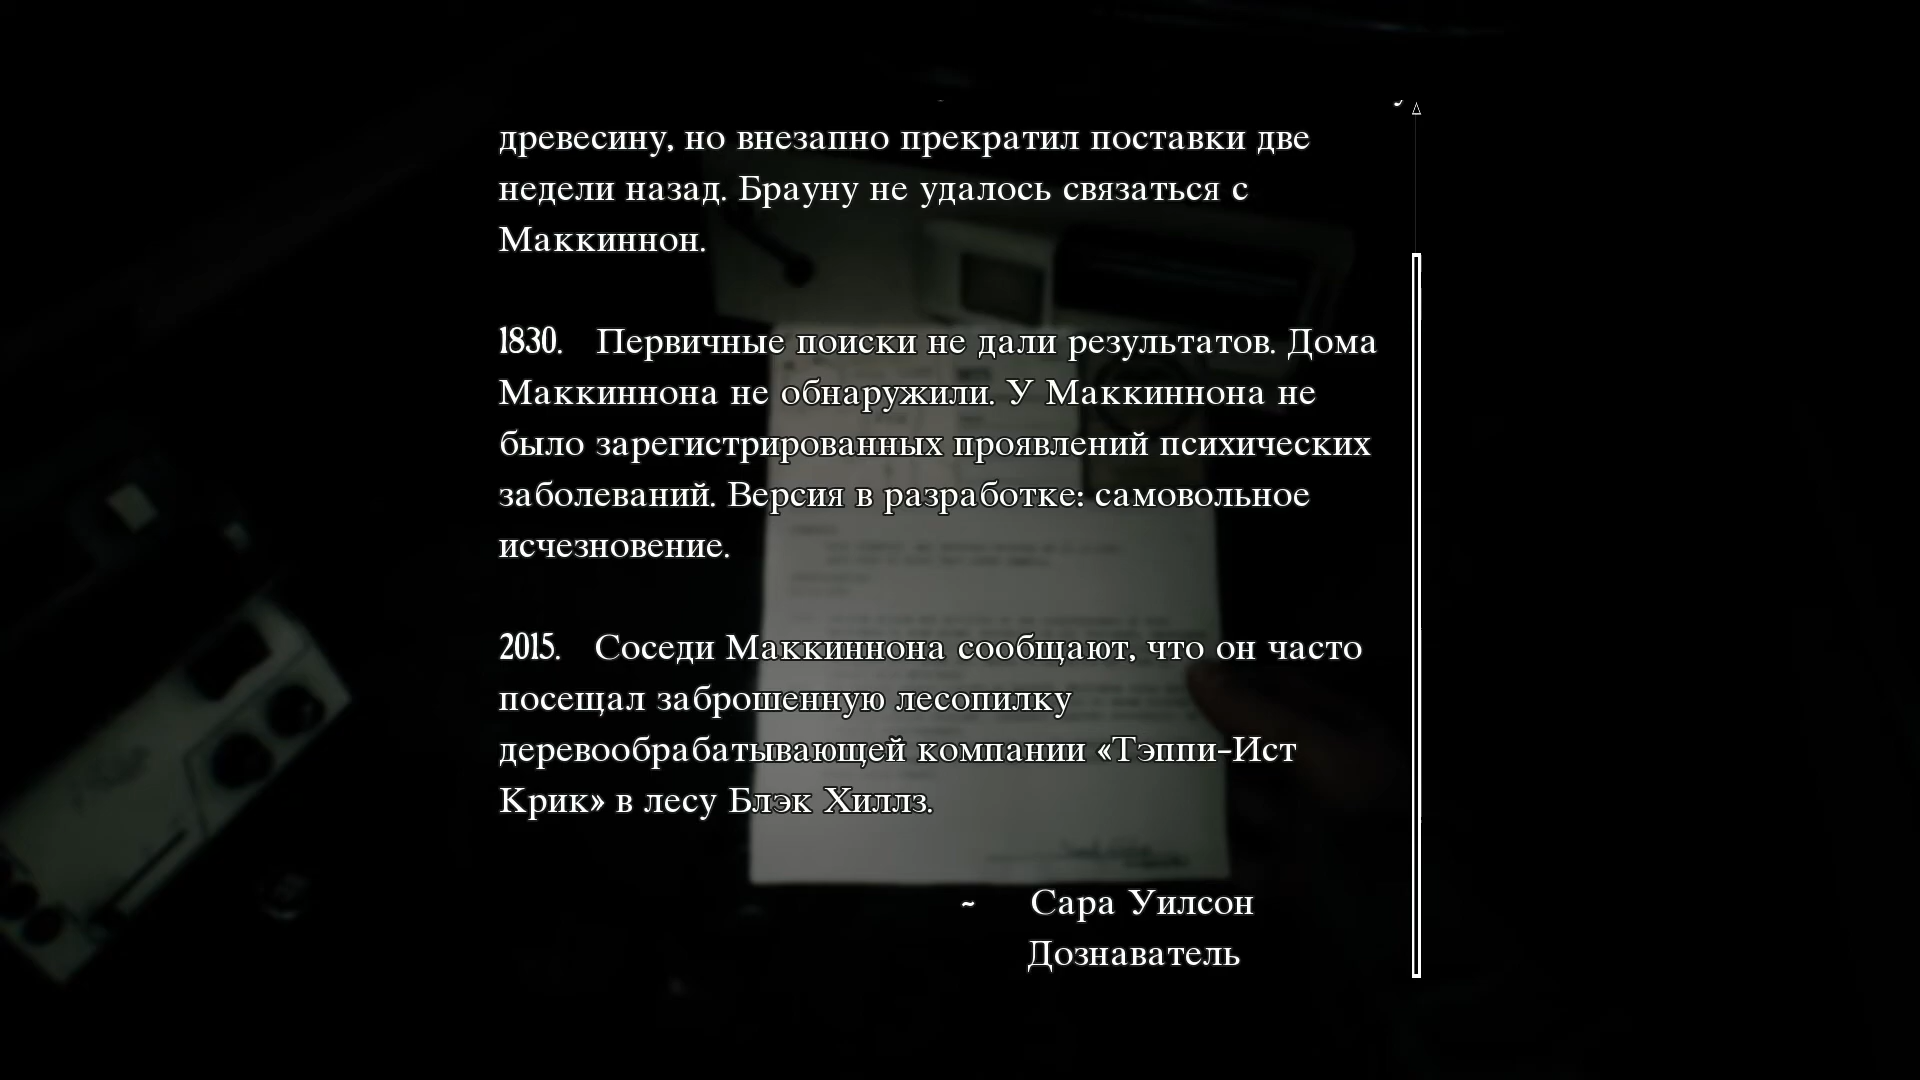 древесину, но внезапно прекратил поставки две
недели назад. Брауну не удалось связаться с
Маккиннон.
1830. Первичные поиски не дали результатов. Дома
Маккиннона не обнаружили. У Маккиннона не
было зарегистрированных проявлений психических
заболеваний. Версия в разработке: самовольное
исчезновение.
2015. Соседи Маккиннона сообщают, что он часто
посещал заброшенную лесопилку
деревообрабатывающей компании «Тэппи-Ист
Крик» в лесу Блэк Хиллз.
~ Сара Уилсон
Дознаватель